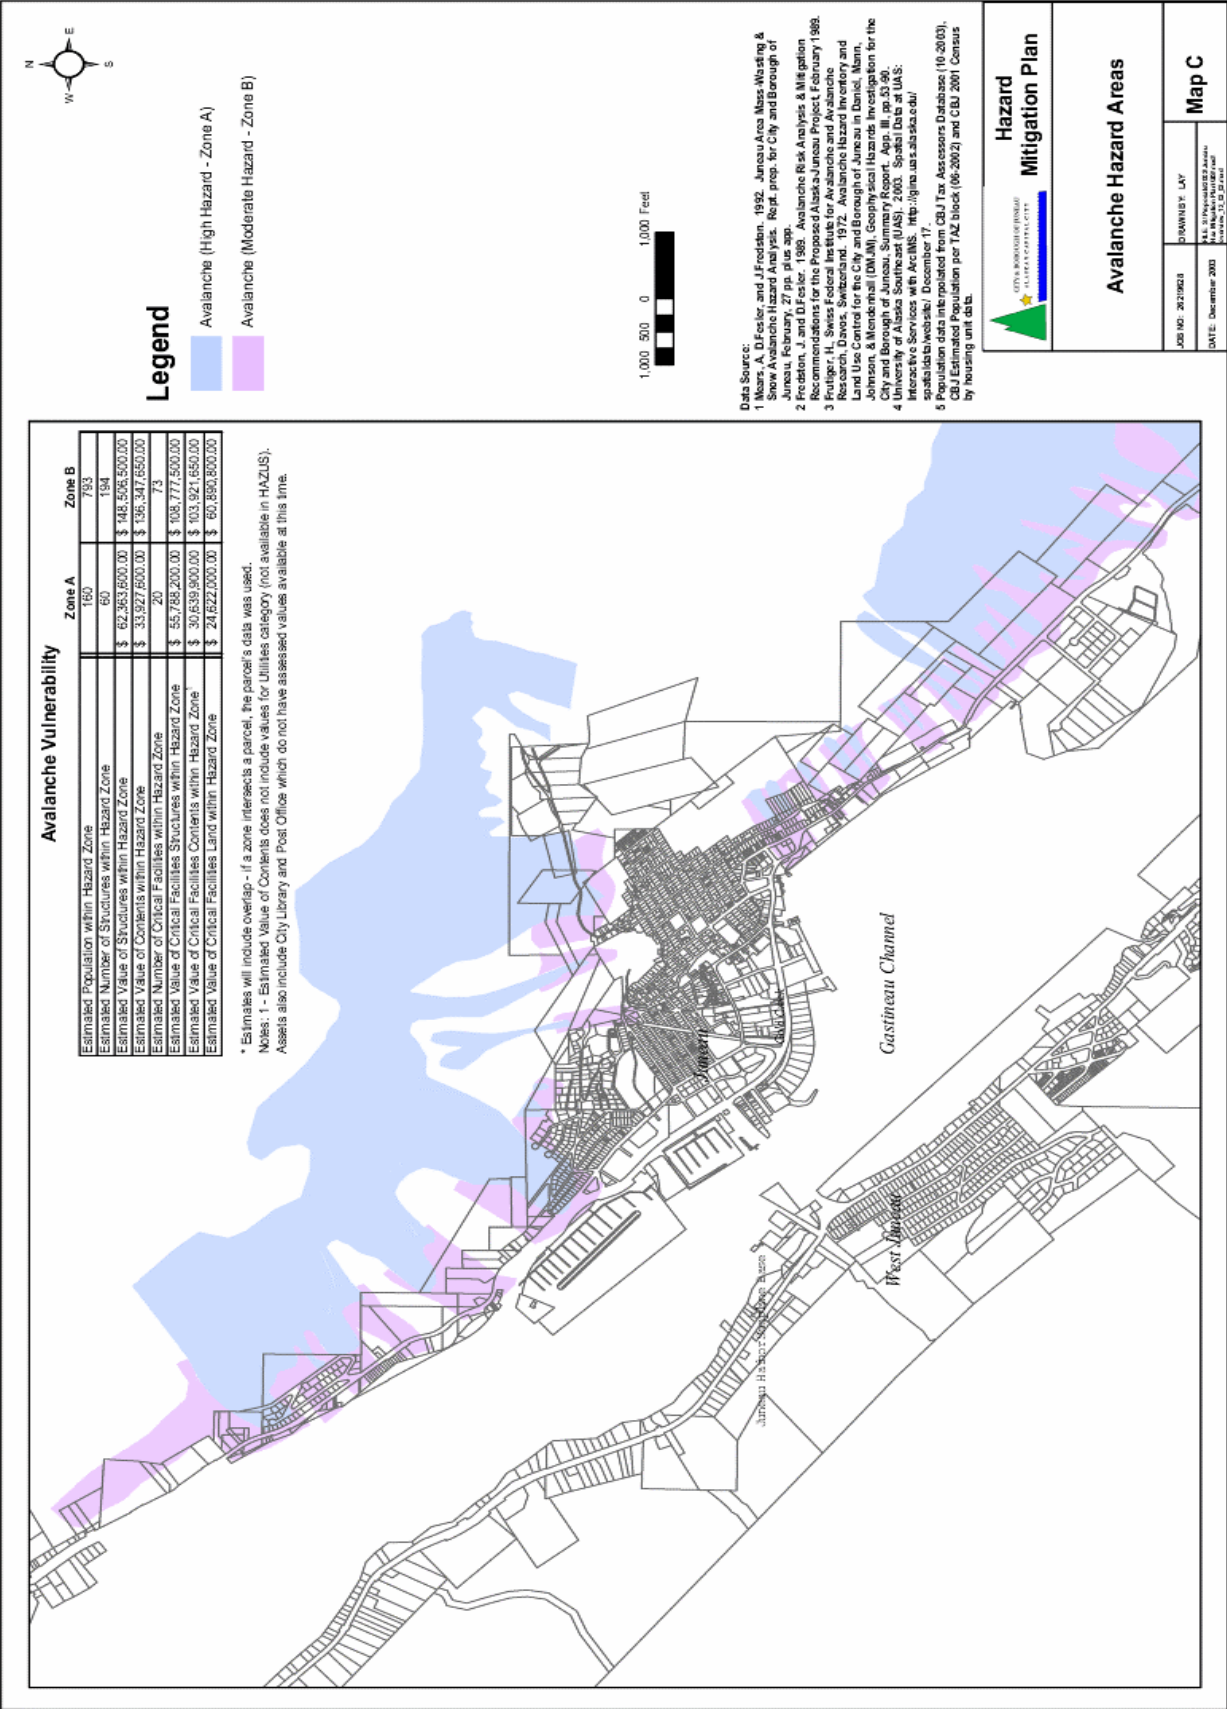 Avalanche Vulnerability
Zone A Zone B
Estimated Population within Hazard Zone 160 793
Estimated Number of Structures within Hazard Zone 60 194
Estimated Value of Structures within Hazard Zone $ 62,363,600.00 $ 148,506,500.00
Estimated Value of Contents within Hazard Zone $ 33,927,600.00 $ 136,347,650.00
Estimated Number of Critical Facilities within Hazard Zone 20 73
Estimated Value of Critical Facilities Structures within Hazard Zone $ 55,788,200.00 $ 108,777,500.00
Estimated Value of Critical Facilities Contents within Hazard Zone¹ $ 30,639,900.00 $ 103,921,650.00
Estimated Value of Critical Facilities Land within Hazard Zone $ 24,622,000.00 $ 60,890,800.00
* Estimates will include overlap - if a zone intersects a parcel, the parcel's data was used.
Notes: 1 - Estimated Value of Contents does not include values for Utilities category (not available in HAZUS).
Assets also include City Library and Post Office which do not have assessed values available at this time.
Juneau
Gastineau Channel
West Juneau
N
W E
S
Legend
Avalanche (High Hazard - Zone A)
Avalanche (Moderate Hazard - Zone B)
1,000 500 0 1,000 Feet
Data Source:
1 Mears, A, D.Fesler, and J.Fredston. 1992. Juneau Area Mass-Wasting &
Snow Avalanche Hazard Analysis. Rept. prep. for City and Borough of
Juneau, February, 27 pp. plus app.
2 Fredston, J. and D.Fesler. 1989. Avalanche Risk Analysis & Mitigation
Recommendations for the Proposed Alaska-Juneau Project, February 1989.
3 Frutiger, H., Swiss Federal Institute for Avalanche and Avalanche
Research, Davos, Switzerland. 1972. Avalanche Hazard Inventory and
Land Use Control for the City and Borough of Juneau in Daniel, Mann,
Johnson, & Mendenhall (DMJM), Geophysical Hazards Investigation for the
City and Borough of Juneau, Summary Report. App. III, pp.53-90.
4 University of Alaska Southeast (UAS). 2003. Spatial Data at UAS:
Interactive Services with ArcIMS. http://gina.uas.alaska.edu/
spatialdata/website/ December 17.
5 Population data interpolated from CBJ Tax Assessors Database (10-2003),
CBJ Estimated Population per TAZ block (06-2002) and CBJ 2001 Census
by housing unit data.
CITY & BOROUGH OF JUNEAU
ALASKA'S CAPITAL CITY
Hazard
Mitigation Plan
Avalanche Hazard Areas
JOB NO: 26219628
DRAWN BY: LAY
DATE: December 2003
Map C